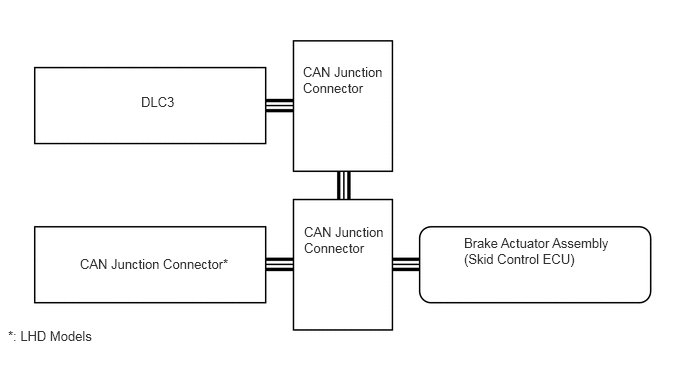 CAN Junction
Connector
DLC3
CAN Junction
Connector
Brake Actuator Assembly
(Skid Control ECU)
CAN Junction Connector*
*: LHD Models